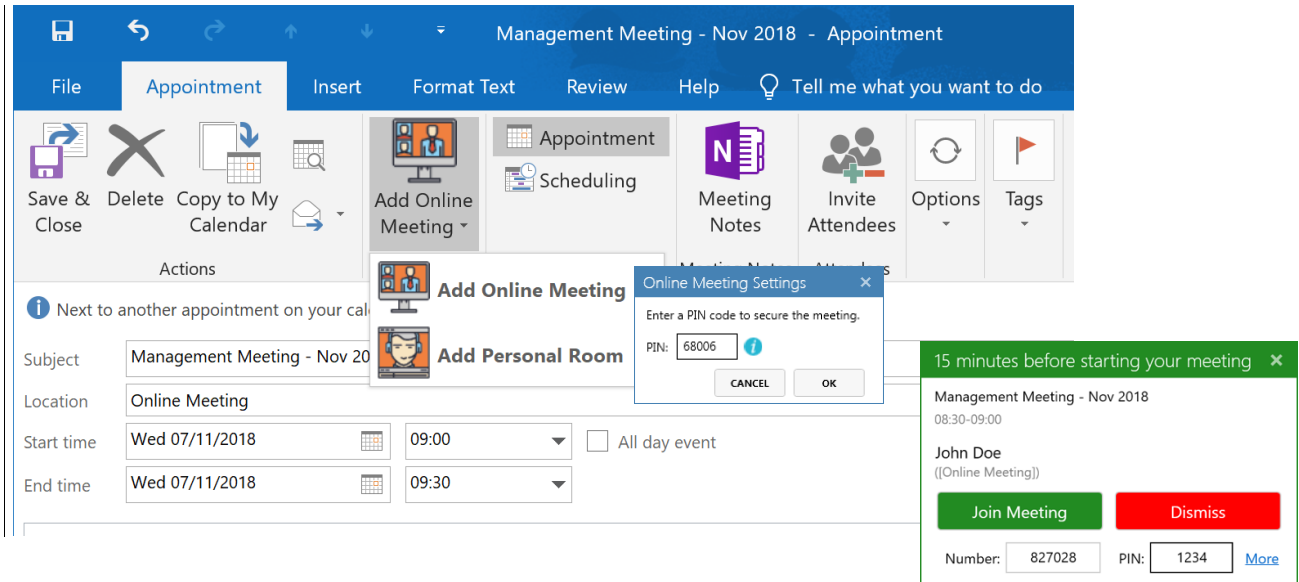 Management Meeting - Nov 2018 - Appointment
File Appointment Insert Format Text Review Help Tell me what you want to do
Save &
Close
Delete
Copy to My
Calendar
Actions
Add Online
Meeting
Appointment
Scheduling
N
Meeting
Notes
Invite
Attendees
Options
Tags
Add Online Meeting
Add Personal Room
Online Meeting Settings
Enter a PIN code to secure the meeting.
PIN: 68006
CANCEL OK
i Next to another appointment on your cal
Subject Management Meeting - Nov 20
Location Online Meeting
Start time Wed 07/11/2018 09:00 All day event
End time Wed 07/11/2018 09:30
15 minutes before starting your meeting
Management Meeting - Nov 2018
08:30-09:00
John Doe
([Online Meeting])
Join Meeting Dismiss
Number: 827028 PIN: 1234 More